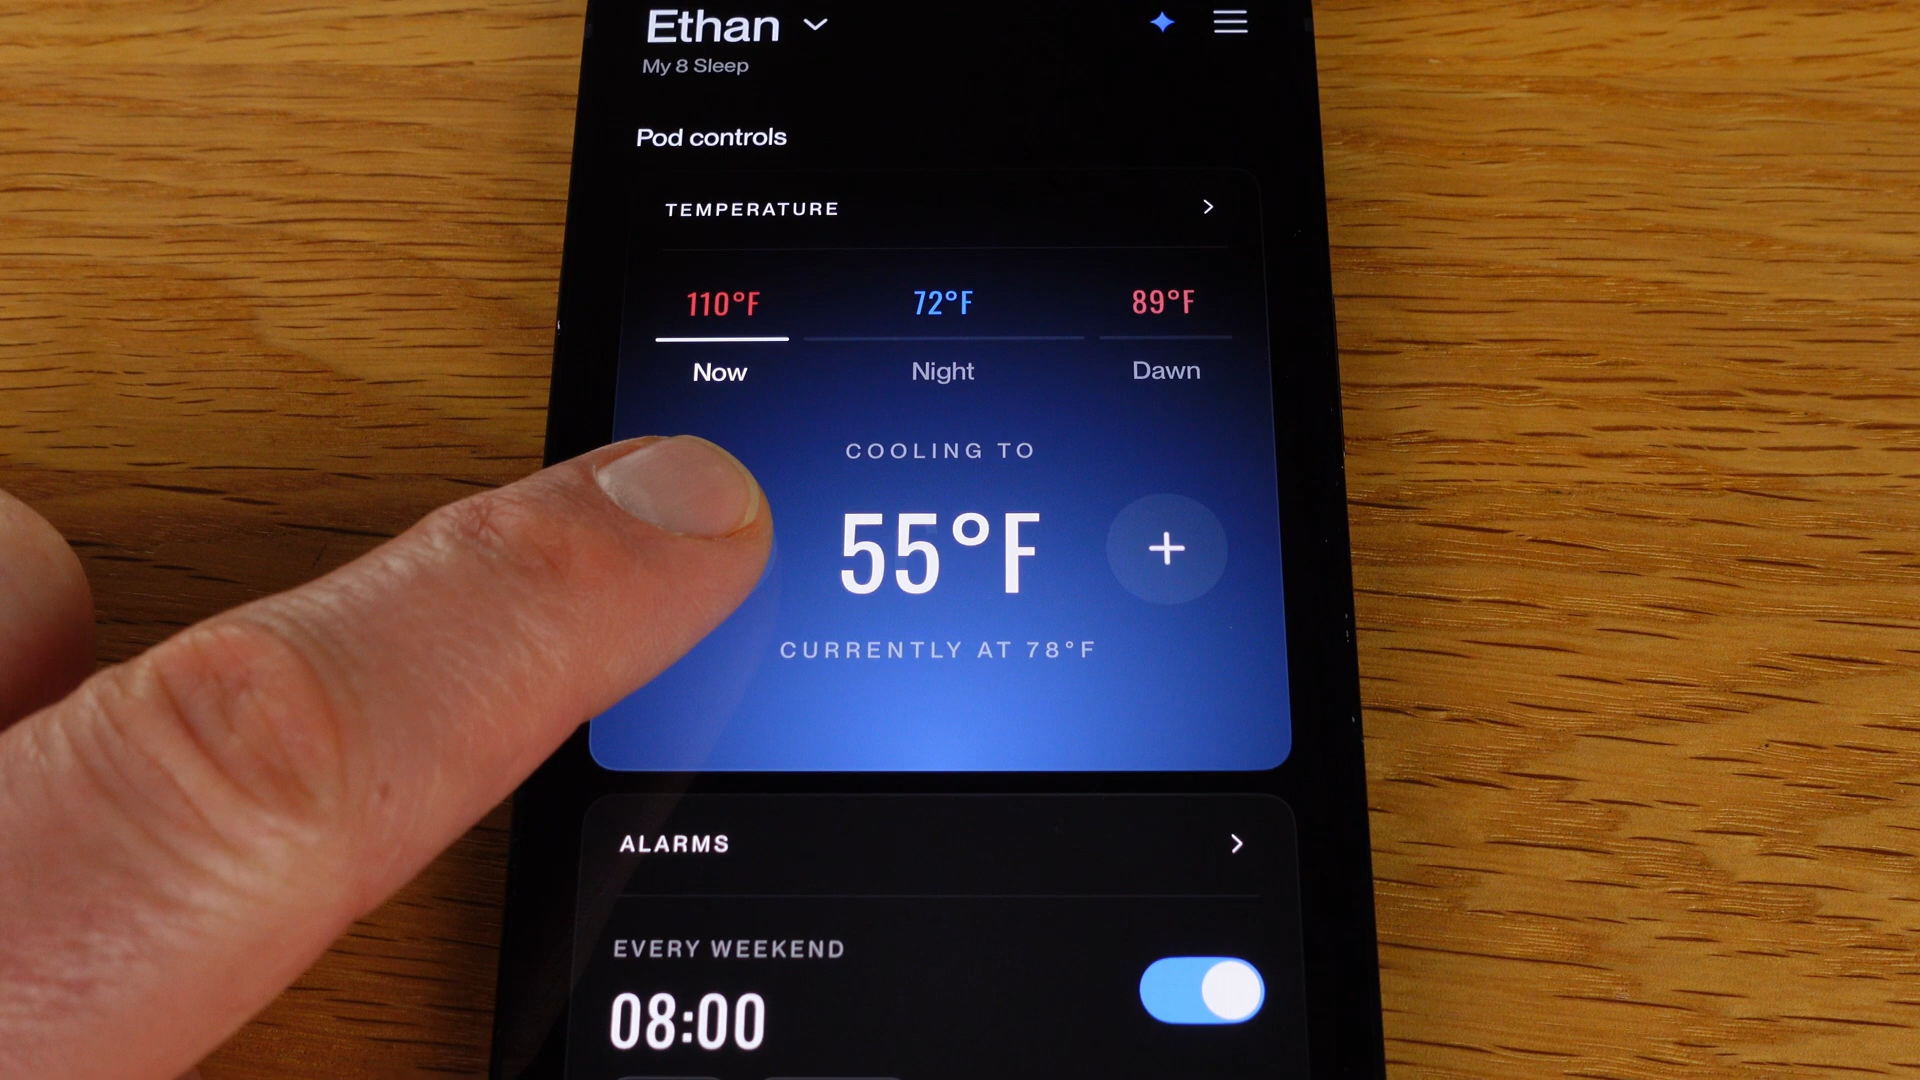 Ethan
My 8 Sleep
Pod controls
TEMPERATURE
110°F 72°F 89°F
Now Night Dawn
COOLING TO
55°F +
CURRENTLY AT 78°F
ALARMS
EVERY WEEKEND
08:00